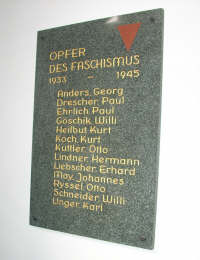 OPFER
DES FASCHISMUS
1933 – 1945
Anders, Georg
Drescher, Paul
Ehrlich, Paul
Göschik, Willi
Heilbut, Kurt
Koch, Kurt
Kuttler, Otto
Lindner, Hermann
Liebscher, Erhard
May, Johannes
Ryssel, Otto
Schneider, Willi
Unger, Karl